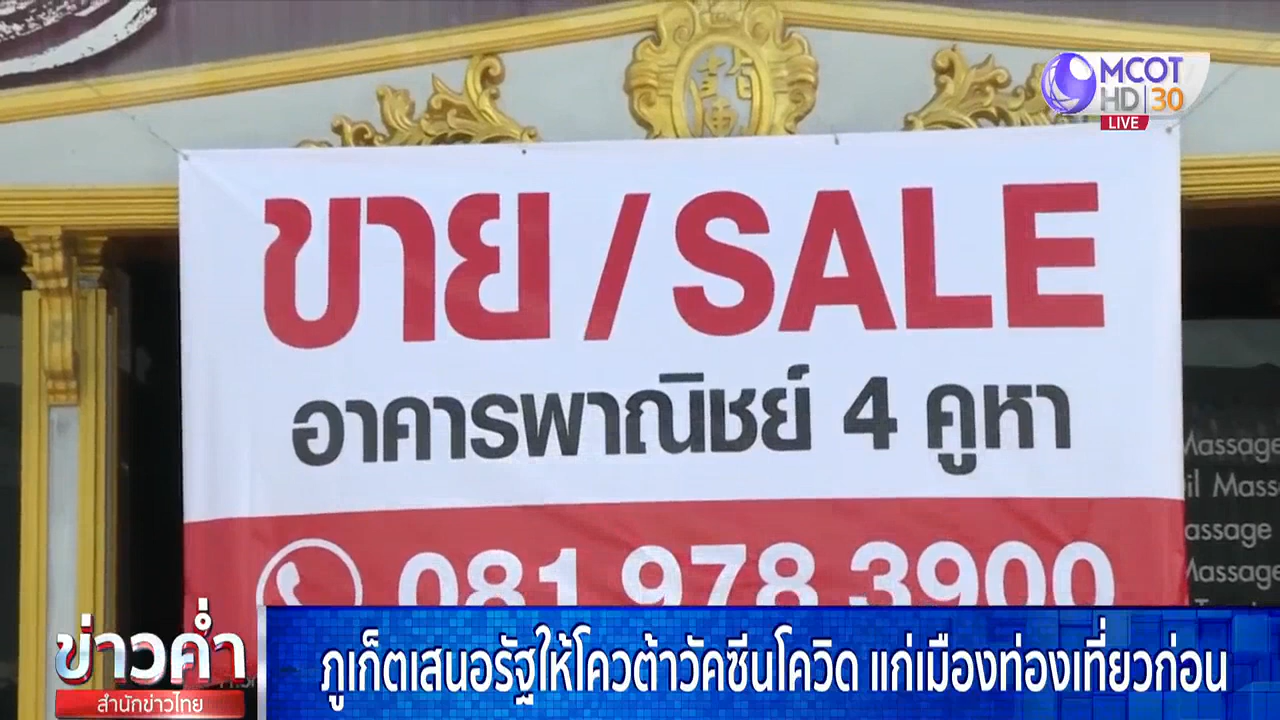 MCOT
HD 30
LIVE
ขาย / SALE
อาคารพาณิชย์ 4 คูหา
081 978 3900
Massage
Massage
Massage
ข่าวค่ำ
สำนักข่าวไทย
ภูเก็ตเสนอรัฐให้โควต้าวัคซีนโควิด แก่เมืองท่องเที่ยวก่อน